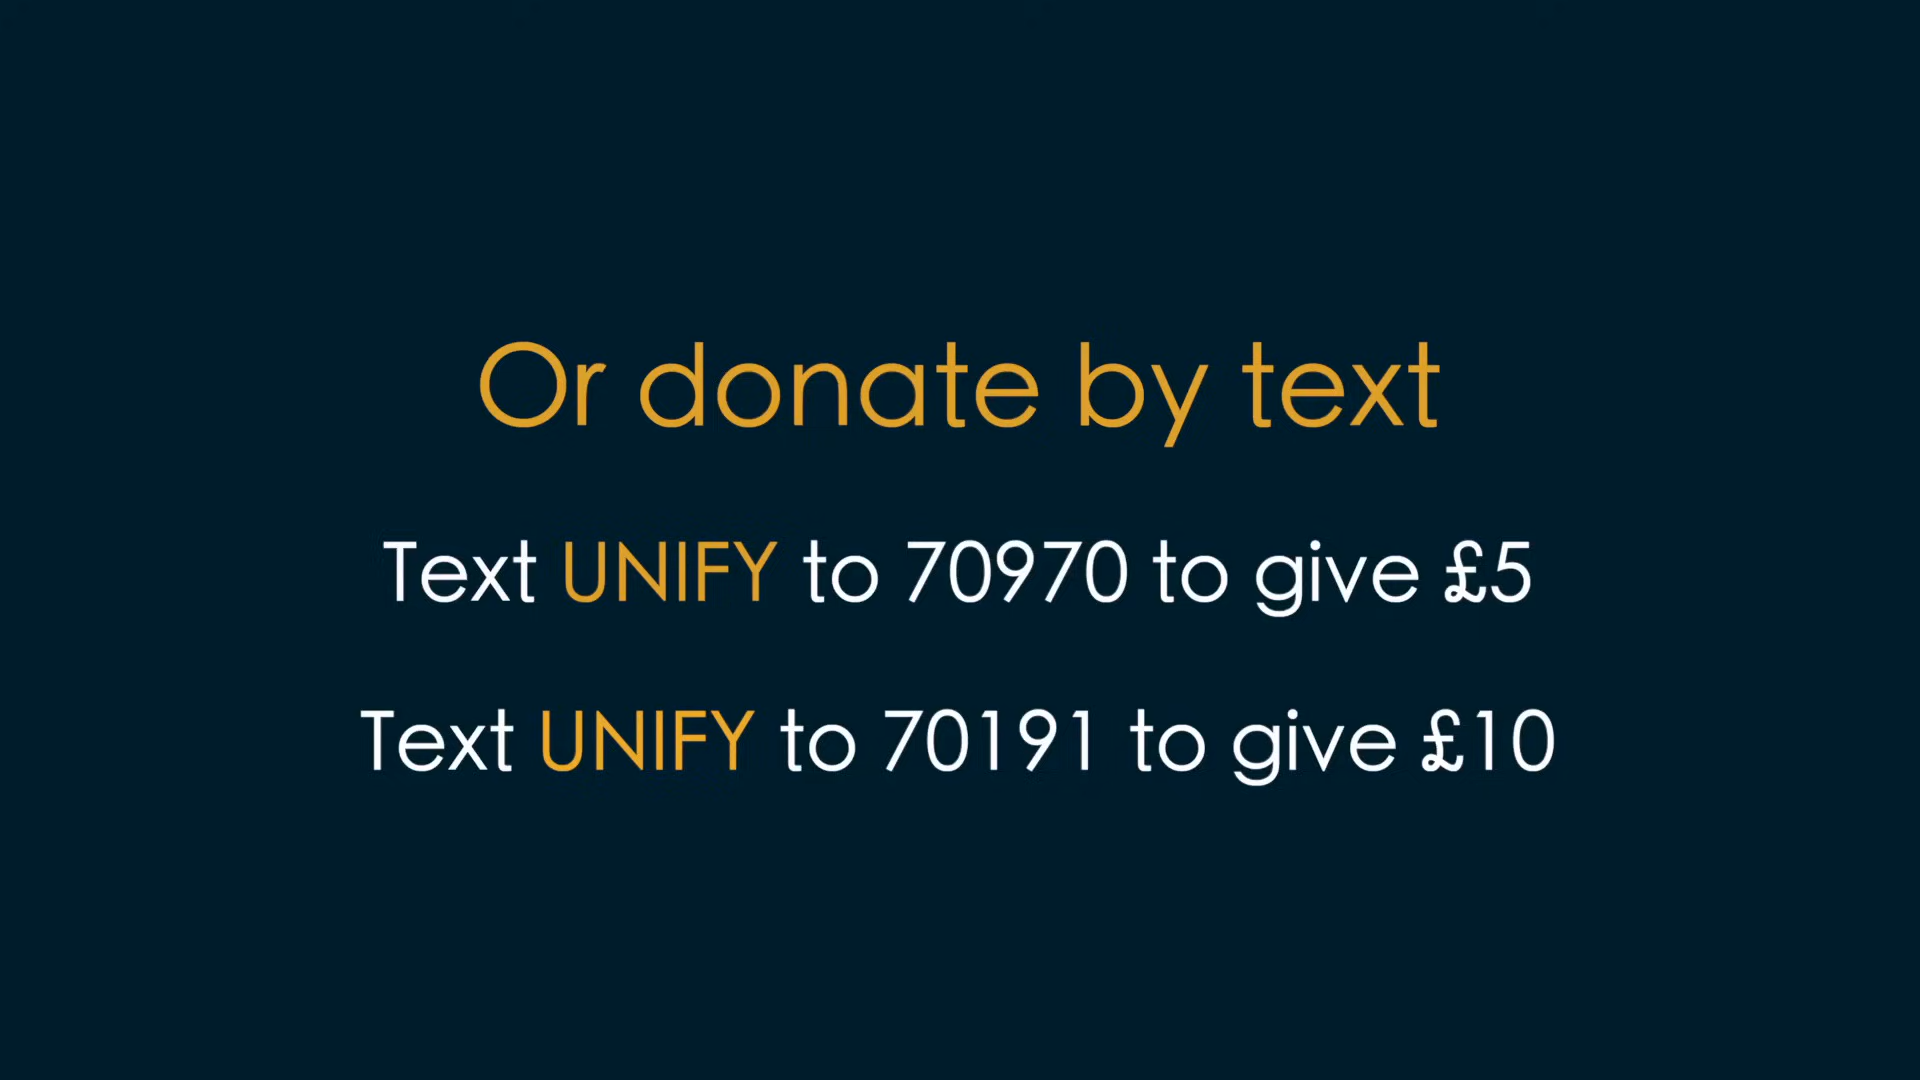 Or donate by text
Text UNIFY to 70970 to give £5
Text UNIFY to 70191 to give £10